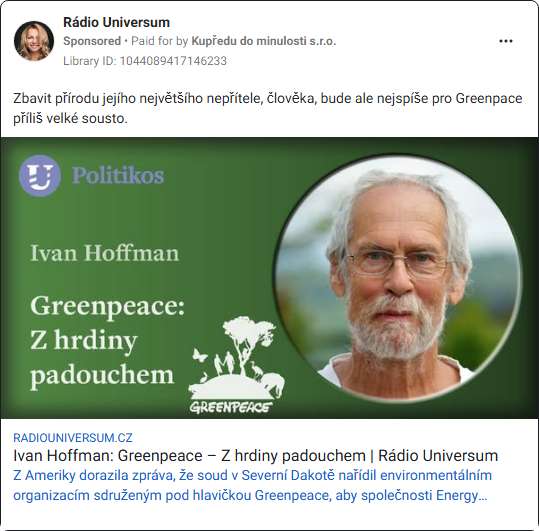 Rádio Universum
Sponsored • Paid for by Kupředu do minulosti s.r.o.
Library ID: 1044089417146233
Zbavit přírodu jejího největšího nepřítele, člověka, bude ale nejspíše pro Greenpace
příliš velké sousto.
U Politikos
Ivan Hoffman
Greenpeace:
Z hrdiny
padouchem
GREENPEACE
RADIOUNIVERSUM.CZ
Ivan Hoffman: Greenpeace – Z hrdiny padouchem | Rádio Universum
Z Ameriky dorazila zpráva, že soud v Severní Dakotě nařídil environmentálním
organizacím sdruženým pod hlavičkou Greenpeace, aby společnosti Energy…